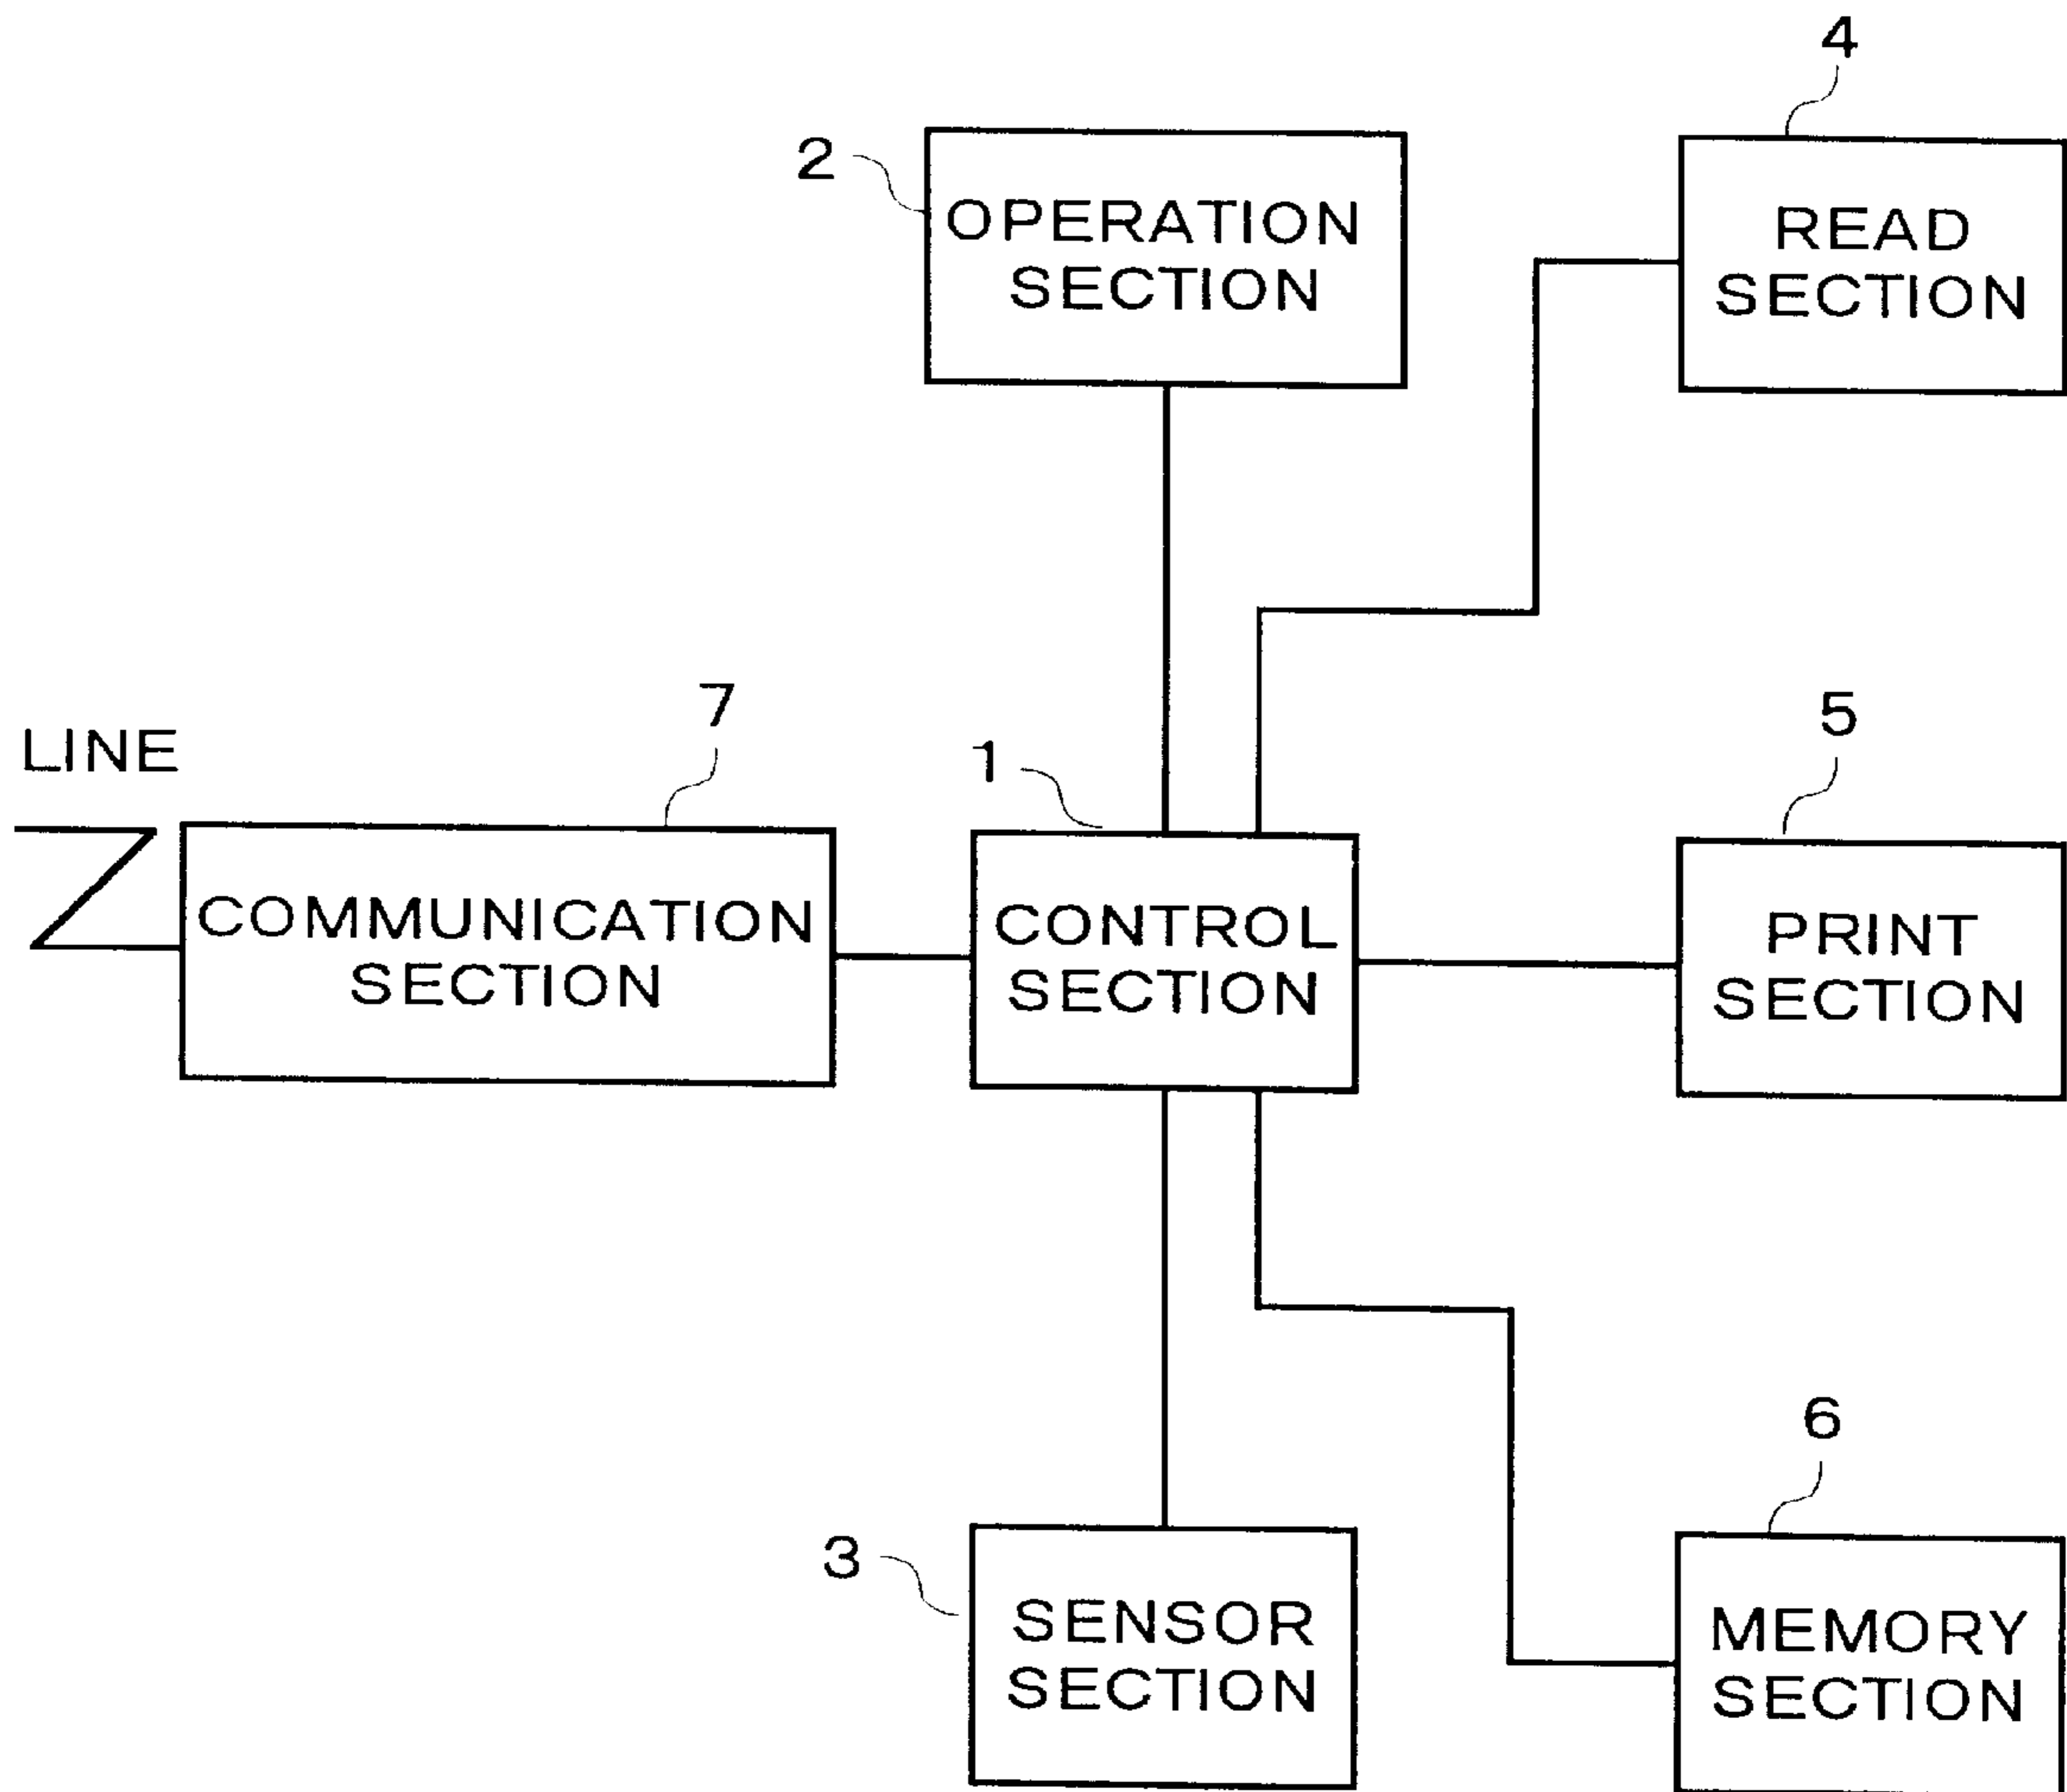 4
2
OPERATION
SECTION
READ
SECTION
7
5
LINE
1
COMMUNICATION
SECTION
CONTROL
SECTION
PRINT
SECTION
6
3
SENSOR
SECTION
MEMORY
SECTION